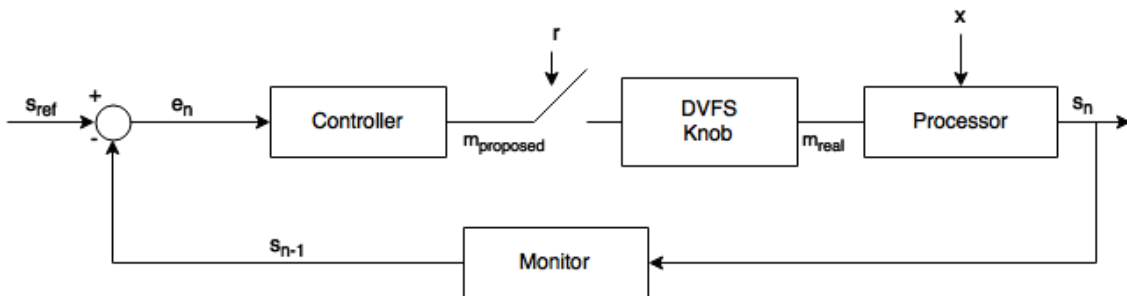 r
x
s_ref
+
-
e_n
Controller
m_proposed
DVFS
Knob
m_real
Processor
s_n
s_n-1
Monitor